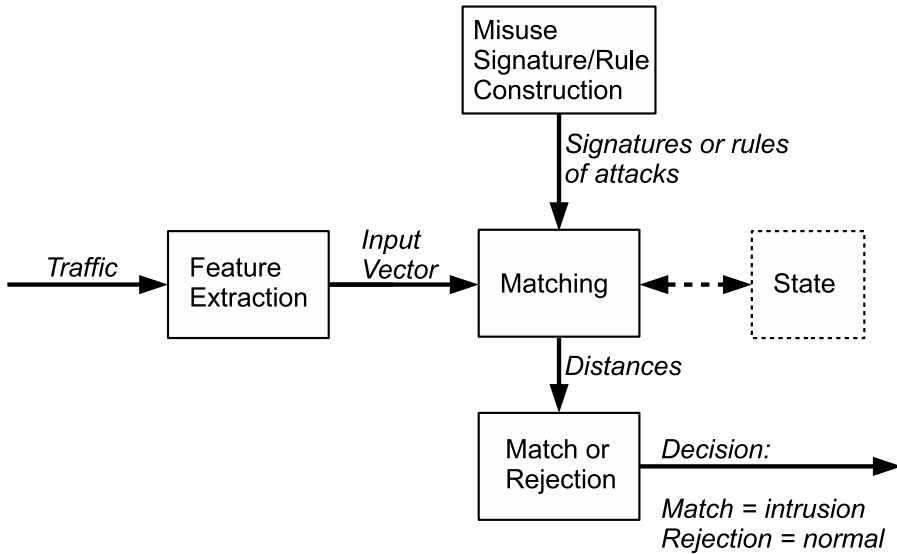 Misuse
Signature/Rule
Construction
Signatures or rules
of attacks
Traffic
Feature
Extraction
Input
Vector
Matching
State
Distances
Match or
Rejection
Decision:
Match = intrusion
Rejection = normal